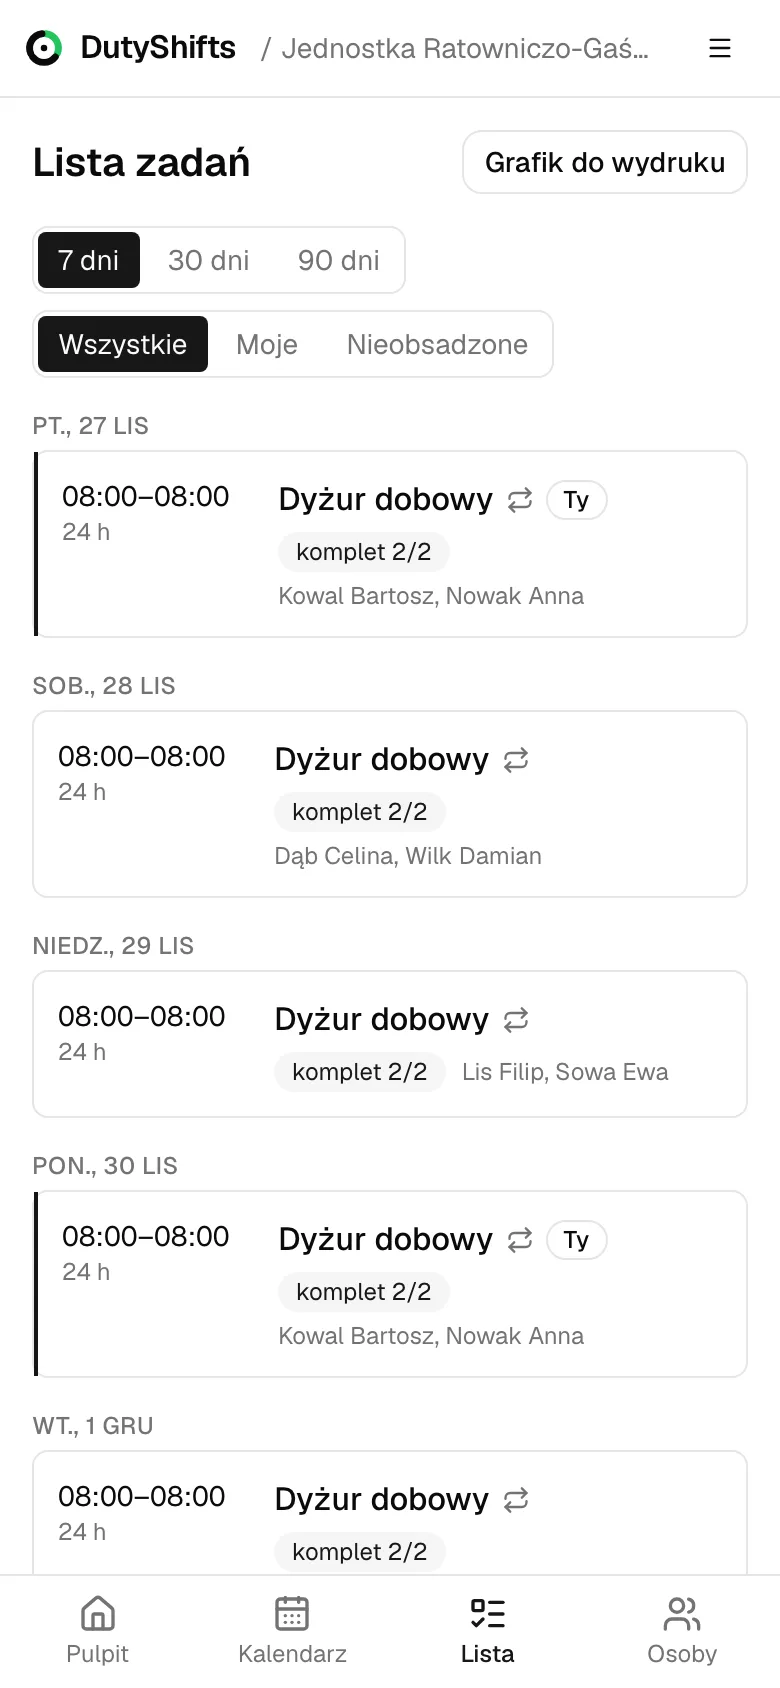 DutyShifts / Jednostka Ratowniczo-Gaś...
Lista zadań
Grafik do wydruku
7 dni 30 dni 90 dni
Wszystkie Moje Nieobsadzone
PT., 27 LIS
08:00–08:00 Dyżur dobowy Ty
24 h
komplet 2/2
Kowal Bartosz, Nowak Anna
SOB., 28 LIS
08:00–08:00 Dyżur dobowy
24 h
komplet 2/2
Dąb Celina, Wilk Damian
NIEDZ., 29 LIS
08:00–08:00 Dyżur dobowy
24 h
komplet 2/2 Lis Filip, Sowa Ewa
PON., 30 LIS
08:00–08:00 Dyżur dobowy Ty
24 h
komplet 2/2
Kowal Bartosz, Nowak Anna
WT., 1 GRU
08:00–08:00 Dyżur dobowy
24 h
komplet 2/2
Pulpit Kalendarz Lista Osoby